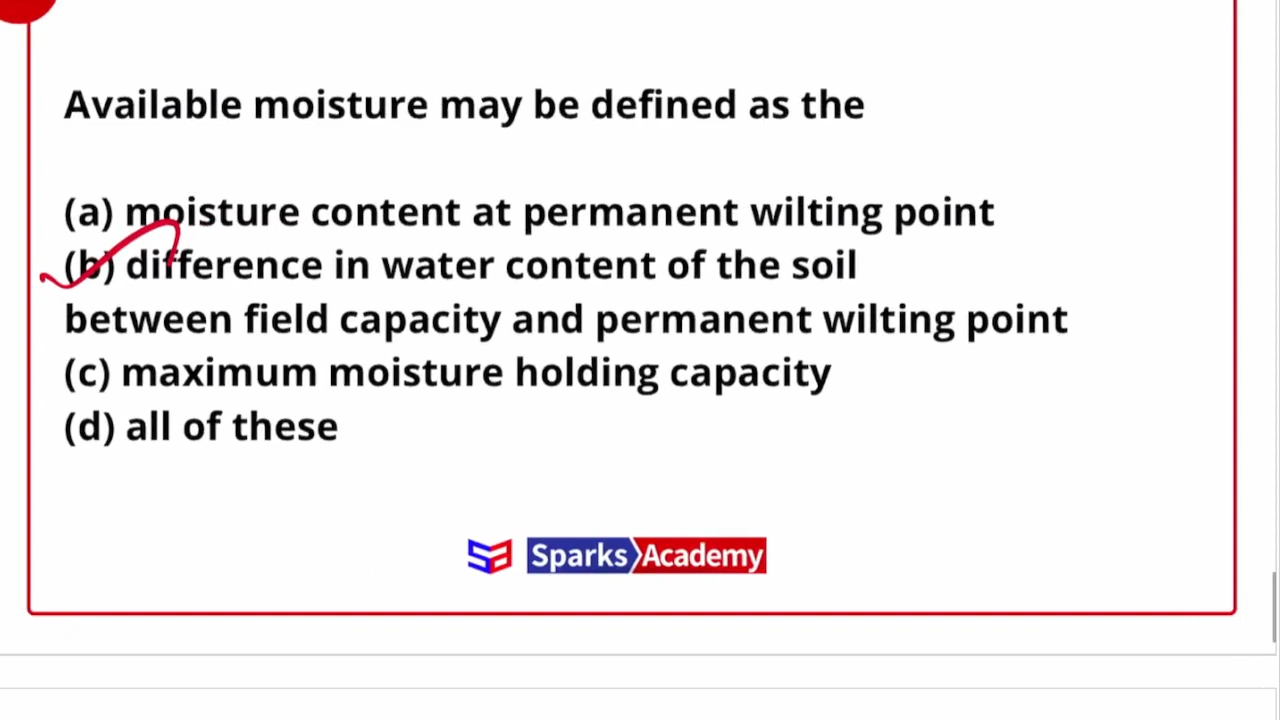 Available moisture may be defined as the
(a) moisture content at permanent wilting point
(b) difference in water content of the soil
between field capacity and permanent wilting point
(c) maximum moisture holding capacity
(d) all of these
SA Sparks Academy